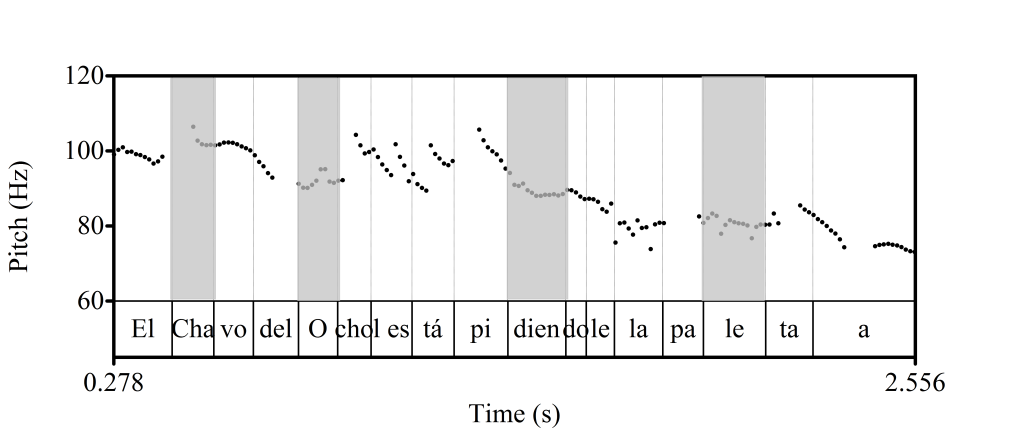 120
100
80
60
Pitch (Hz)
El Cha vo del O chol es tá pi dien do le la pa le ta a
0.278 2.556
Time (s)